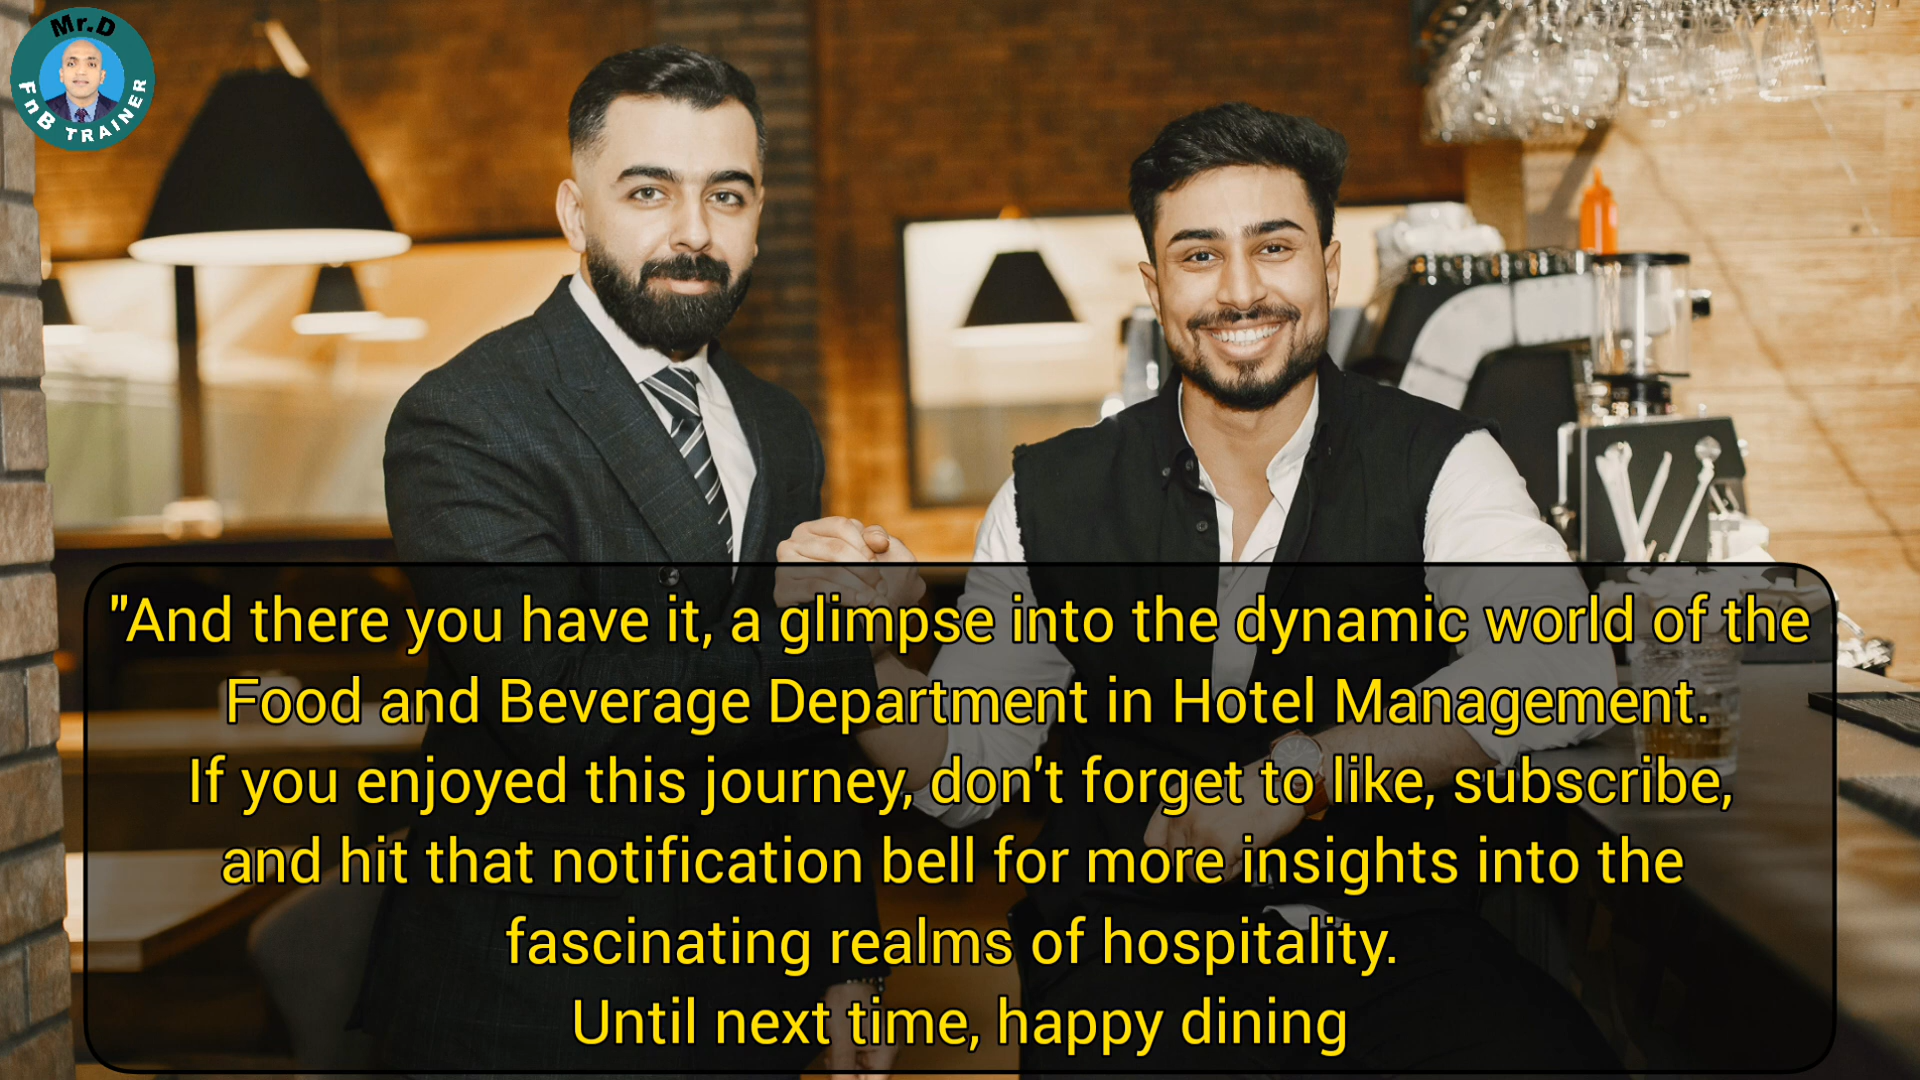 Mr.D
FnB TRAINER
"And there you have it, a glimpse into the dynamic world of the
Food and Beverage Department in Hotel Management.
If you enjoyed this journey, don't forget to like, subscribe,
and hit that notification bell for more insights into the
fascinating realms of hospitality.
Until next time, happy dining